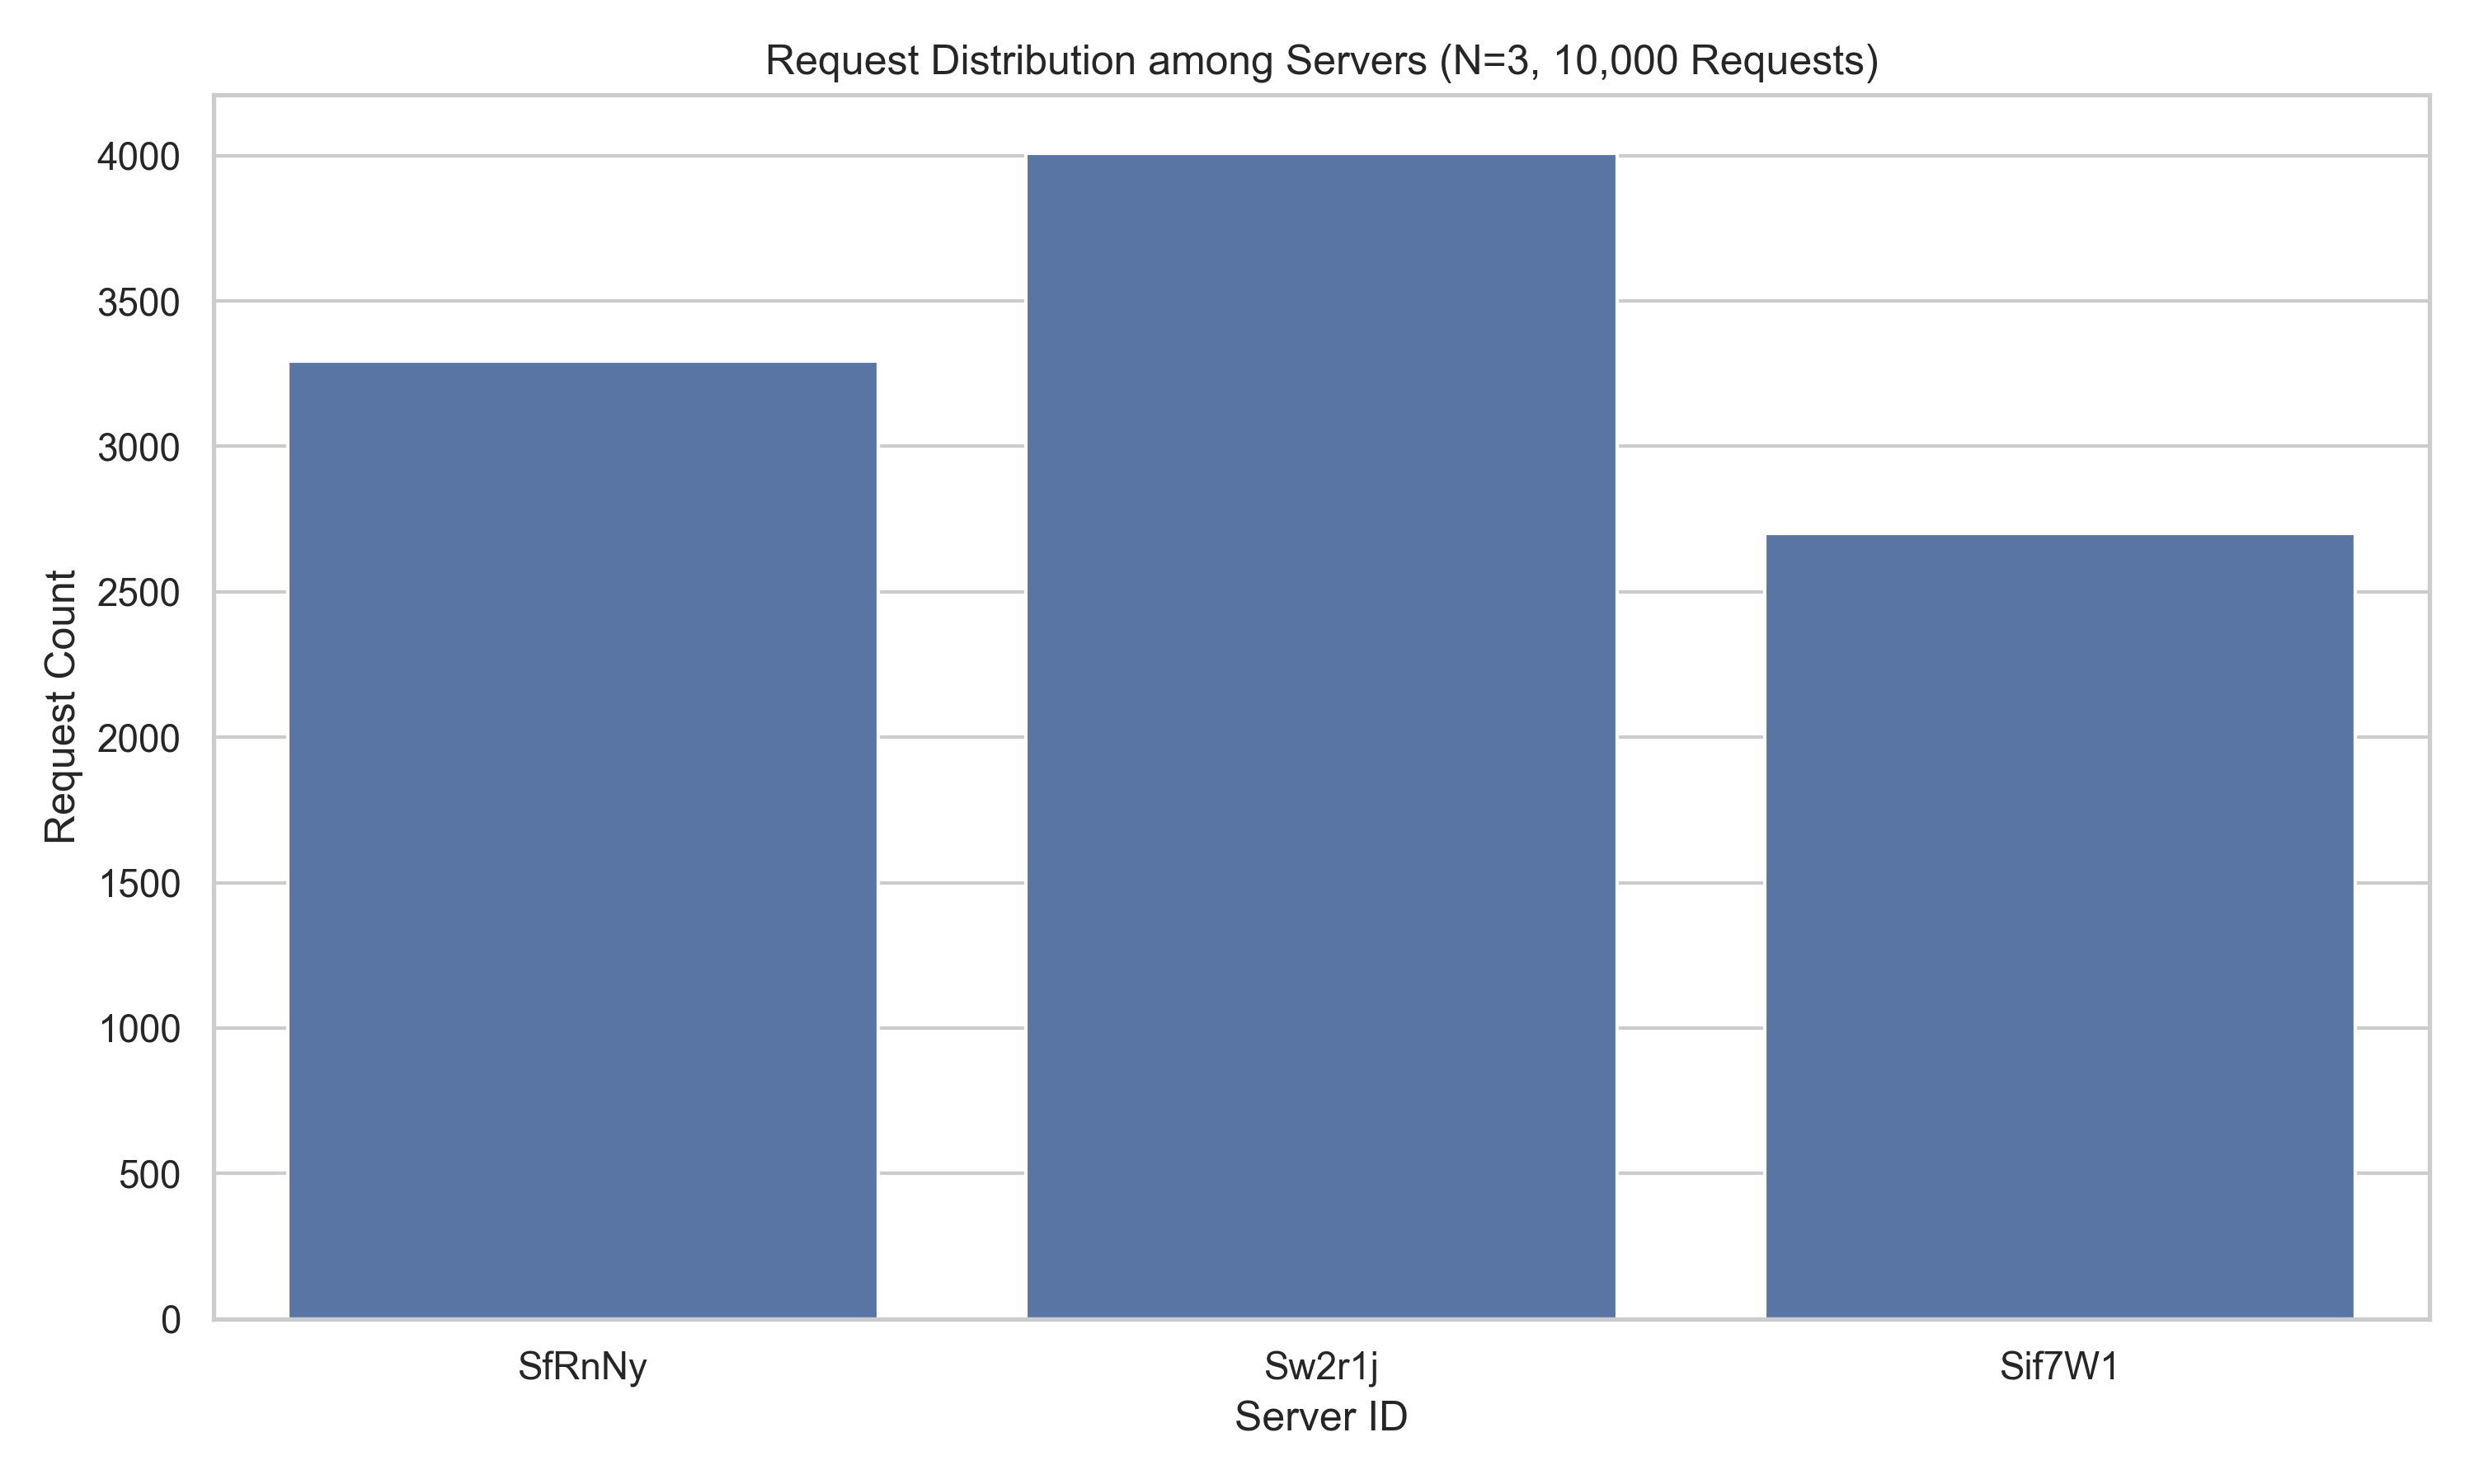 Request Distribution among Servers (N=3, 10,000 Requests)
4000
3500
3000
2500
2000
1500
1000
500
0
Request Count
SfRnNy
Sw2r1j
Sif7W1
Server ID